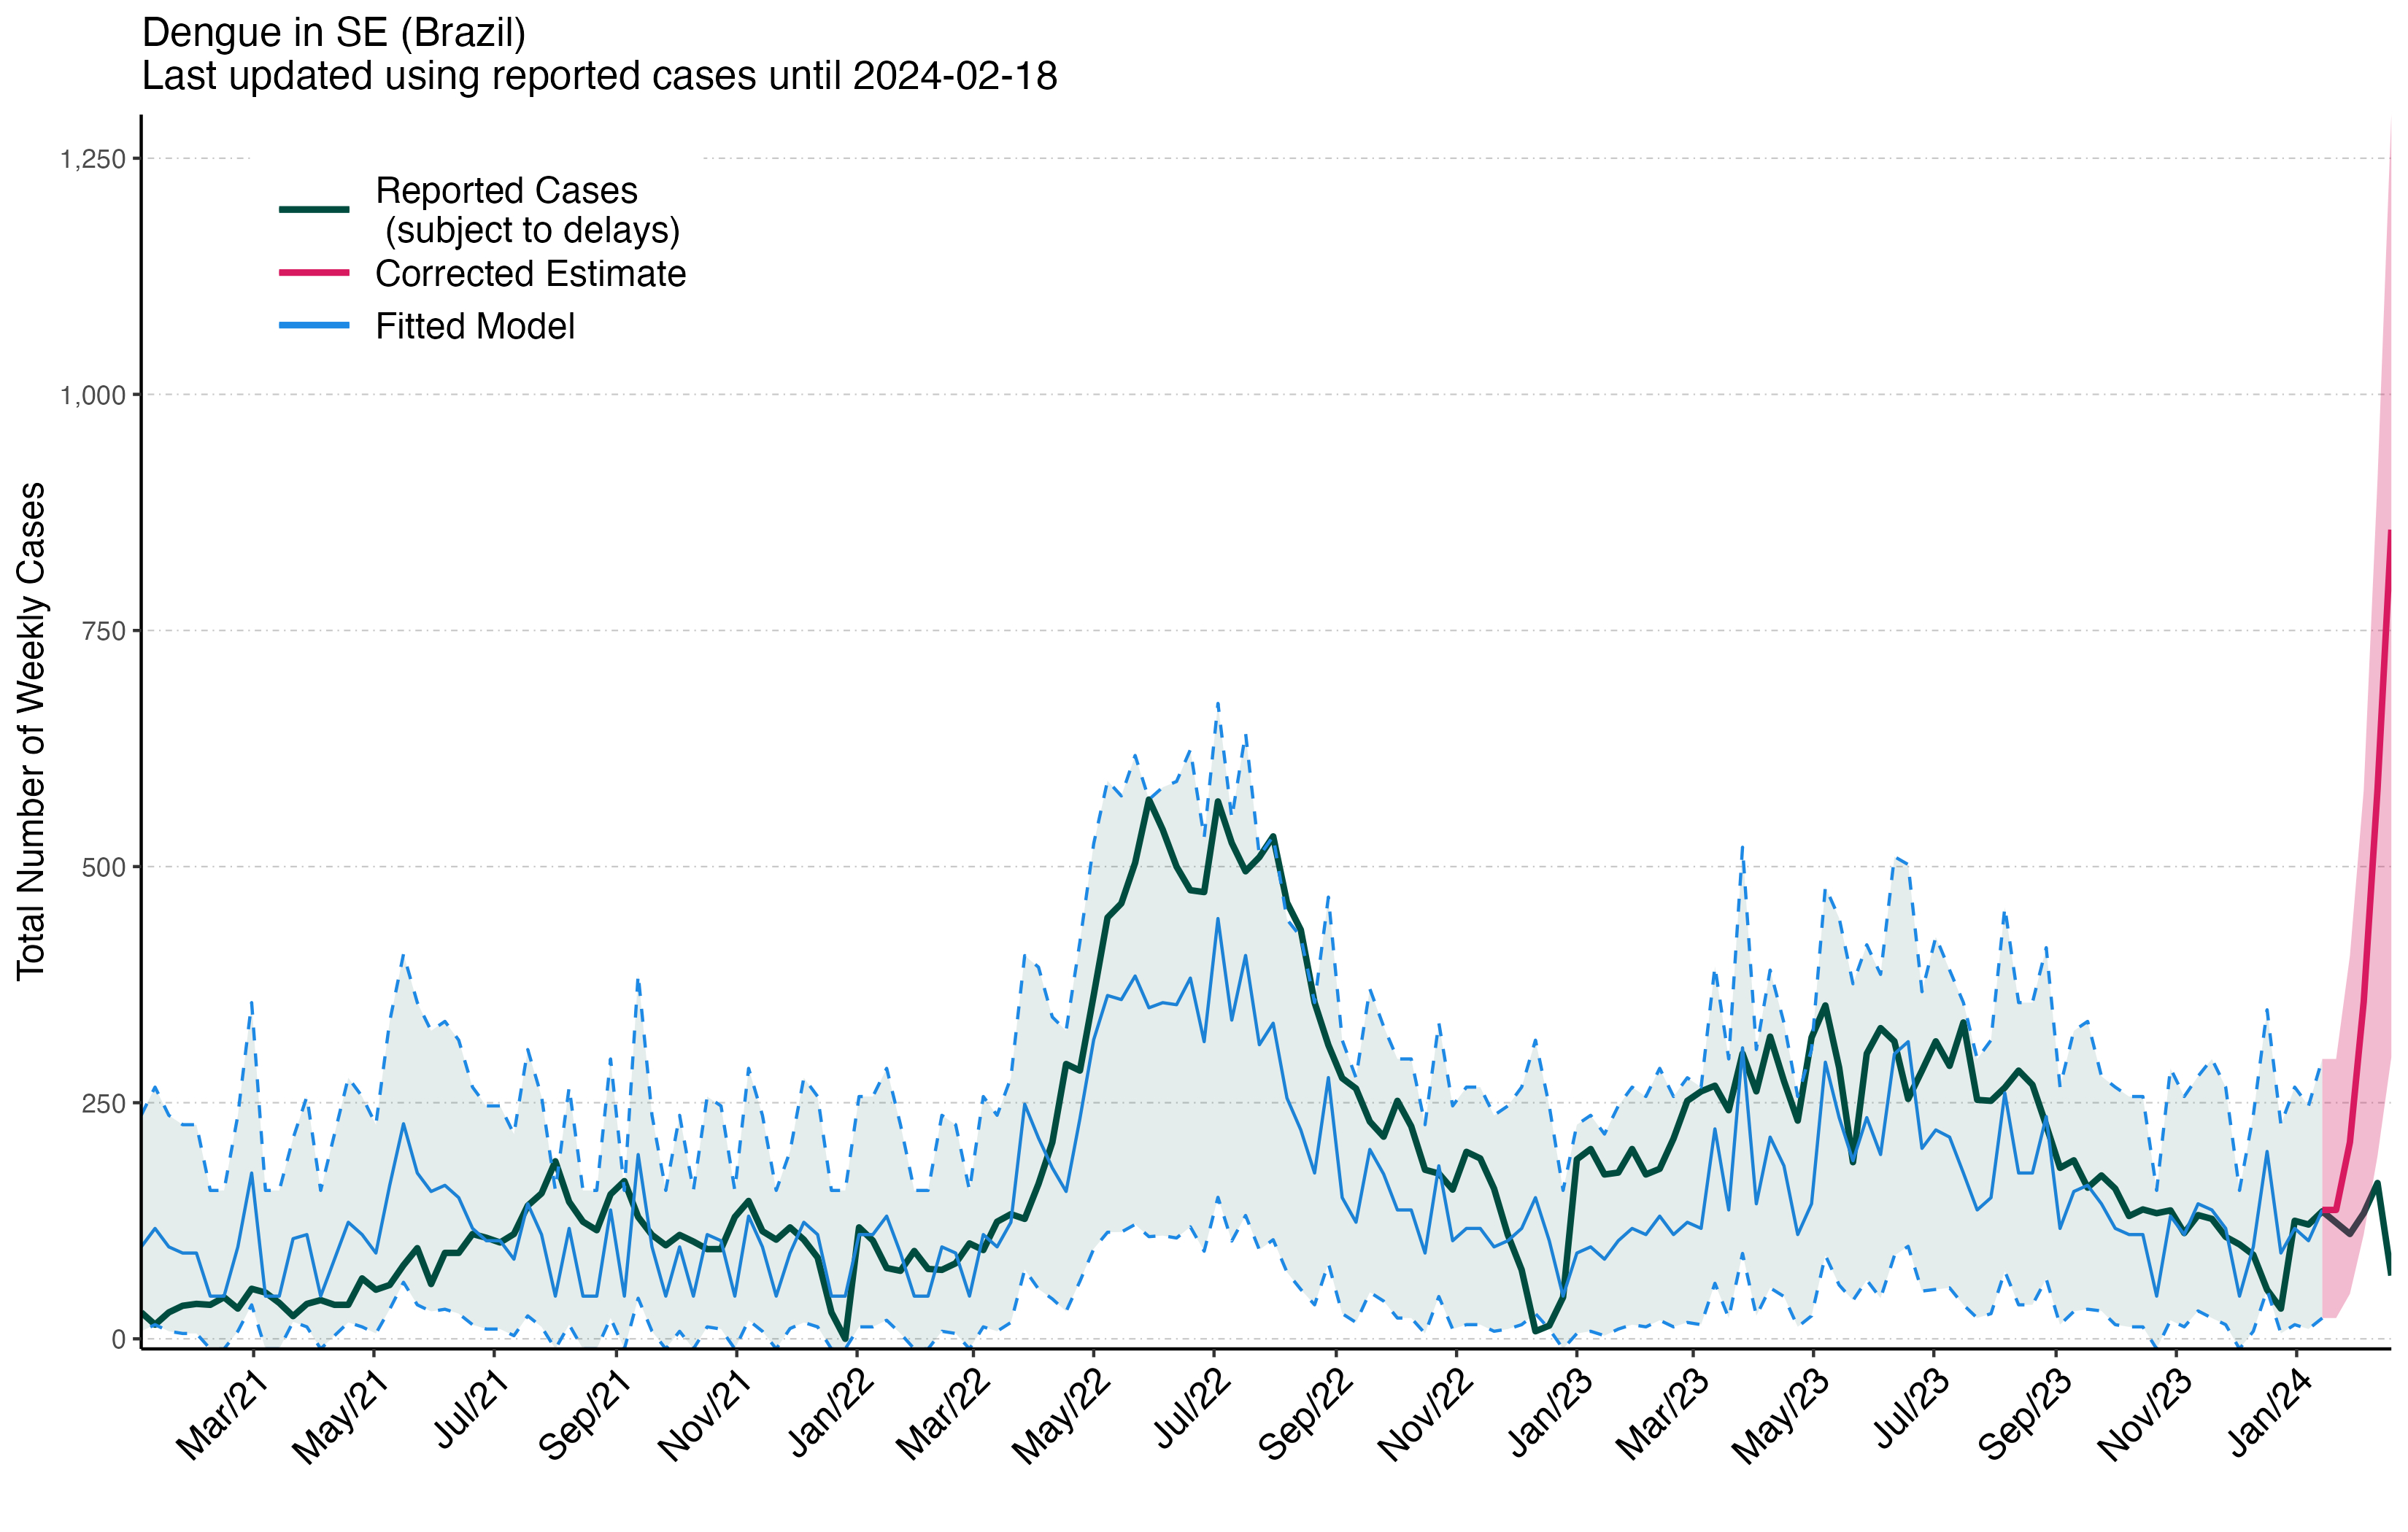 Dengue in SE (Brazil)
Last updated using reported cases until 2024-02-18
Total Number of Weekly Cases
1,250
1,000
750
500
250
0
Reported Cases
(subject to delays)
Corrected Estimate
Fitted Model
Mar/21
May/21
Jul/21
Sep/21
Nov/21
Jan/22
Mar/22
May/22
Jul/22
Sep/22
Nov/22
Jan/23
Mar/23
May/23
Jul/23
Sep/23
Nov/23
Jan/24